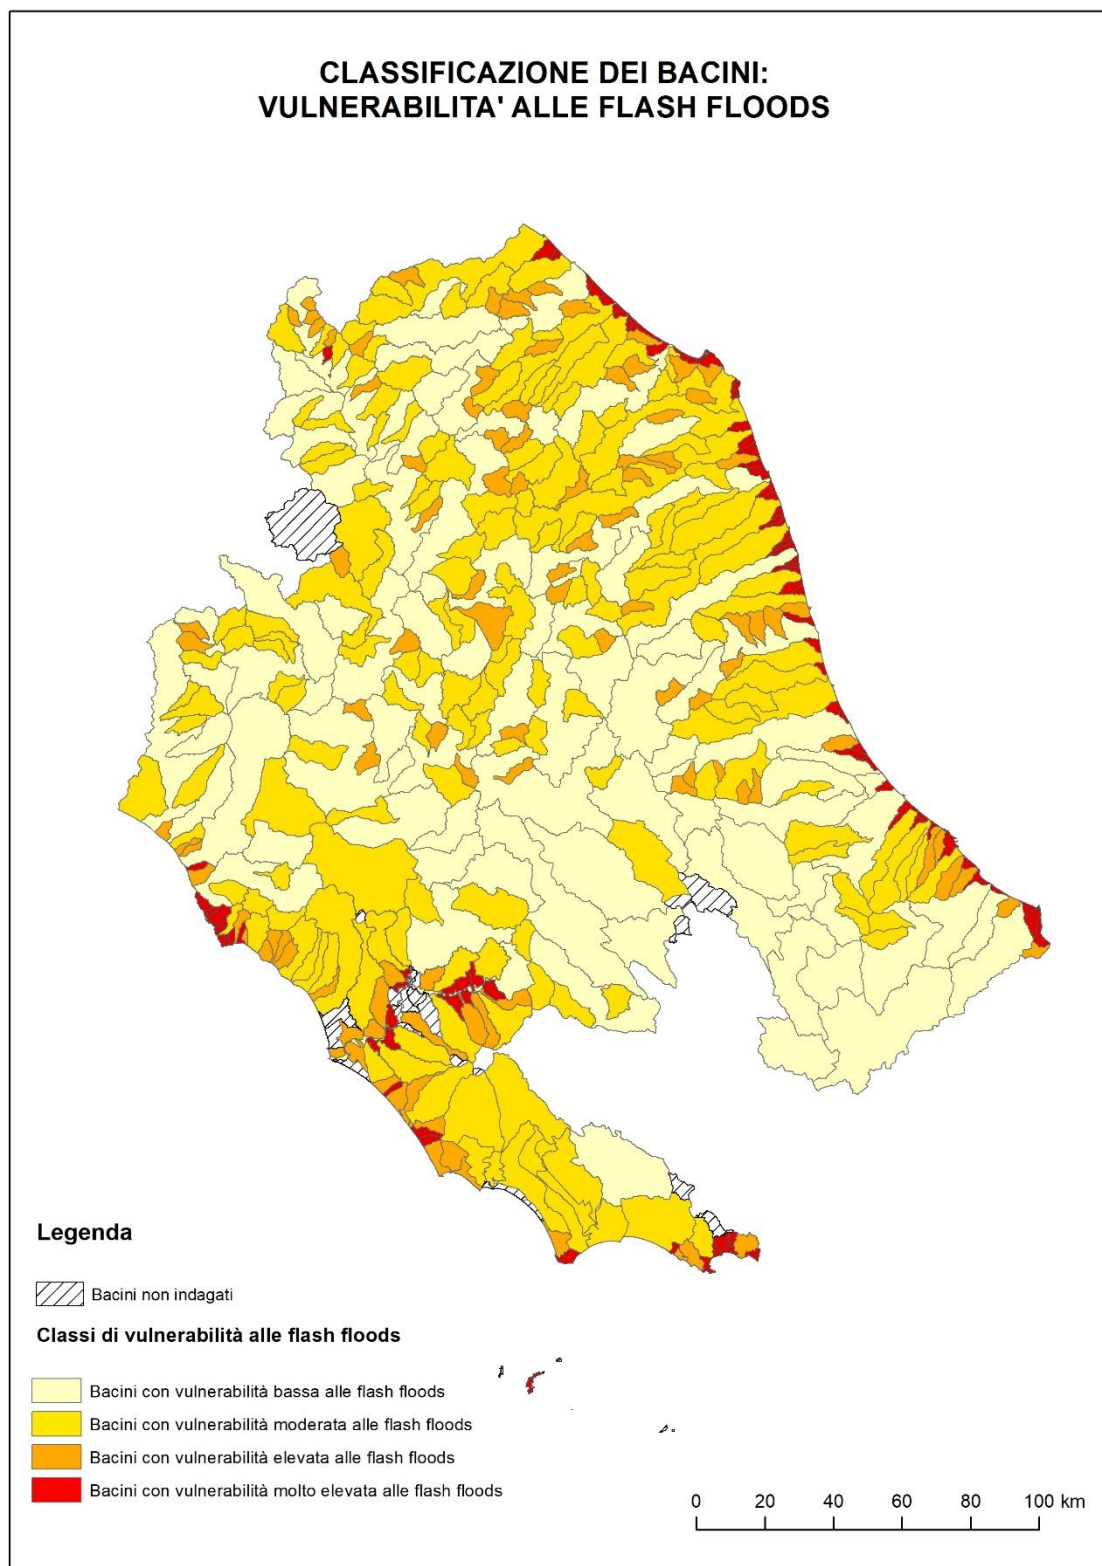 CLASSIFICAZIONE DEI BACINI:
VULNERABILITA' ALLE FLASH FLOODS
Legenda
Bacini non indagati
Classi di vulnerabilità alle flash floods
Bacini con vulnerabilità bassa alle flash floods
Bacini con vulnerabilità moderata alle flash floods
Bacini con vulnerabilità elevata alle flash floods
Bacini con vulnerabilità molto elevata alle flash floods
0 20 40 60 80 100 km